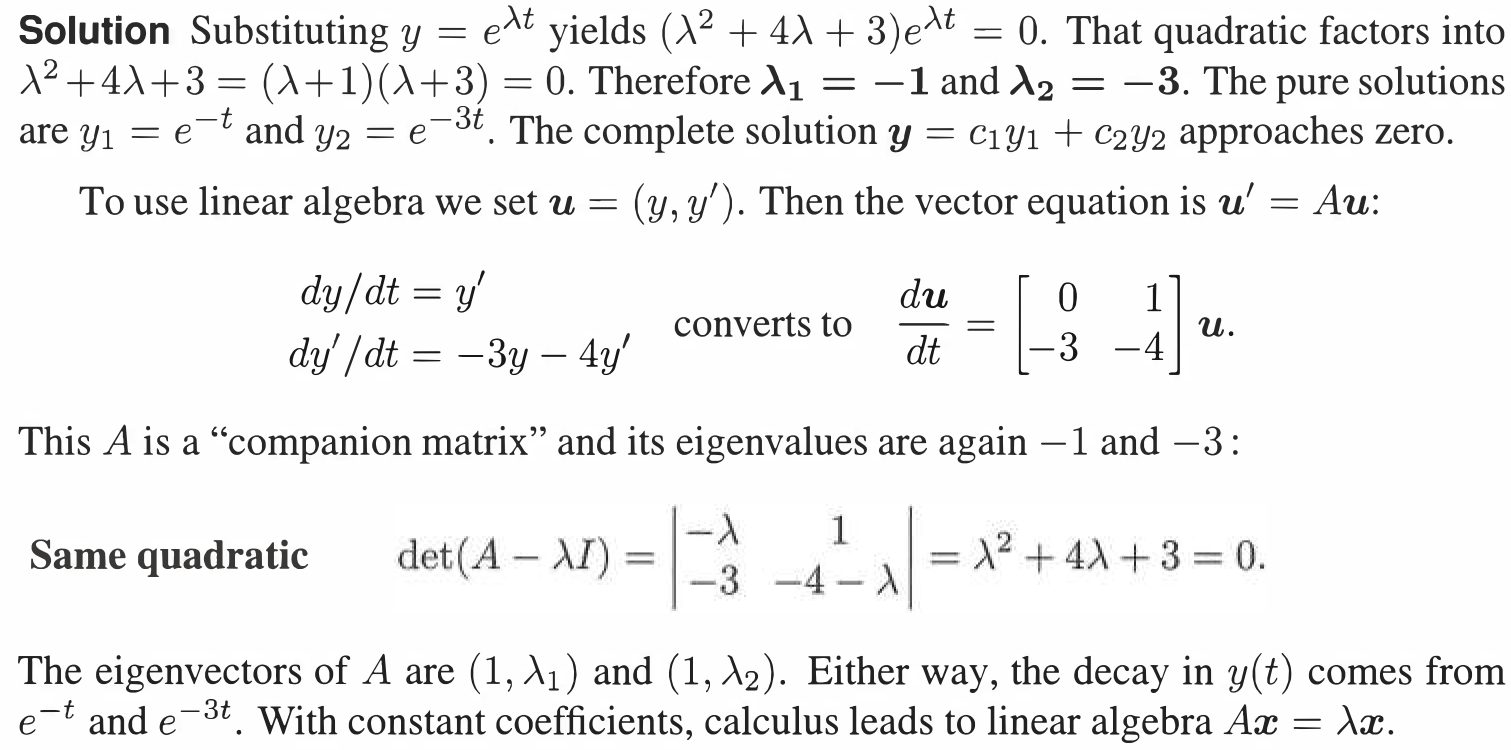 Solution Substituting y = e^{λt} yields (λ² + 4λ + 3)e^{λt} = 0. That quadratic factors into
λ²+4λ+3 = (λ+1)(λ+3) = 0. Therefore λ₁ = −1 and λ₂ = −3. The pure solutions
are y₁ = e^{−t} and y₂ = e^{−3t}. The complete solution y = c₁y₁ + c₂y₂ approaches zero.
To use linear algebra we set u = (y, y′). Then the vector equation is u′ = Au:
dy/dt = y′
dy′/dt = −3y − 4y′
converts to
du/dt = [0 1; −3 −4] u.
This A is a “companion matrix” and its eigenvalues are again −1 and −3:
Same quadratic det(A − λI) = |−λ 1; −3 −4 − λ| = λ² + 4λ + 3 = 0.
The eigenvectors of A are (1, λ₁) and (1, λ₂). Either way, the decay in y(t) comes from
e^{−t} and e^{−3t}. With constant coefficients, calculus leads to linear algebra Ax = λx.